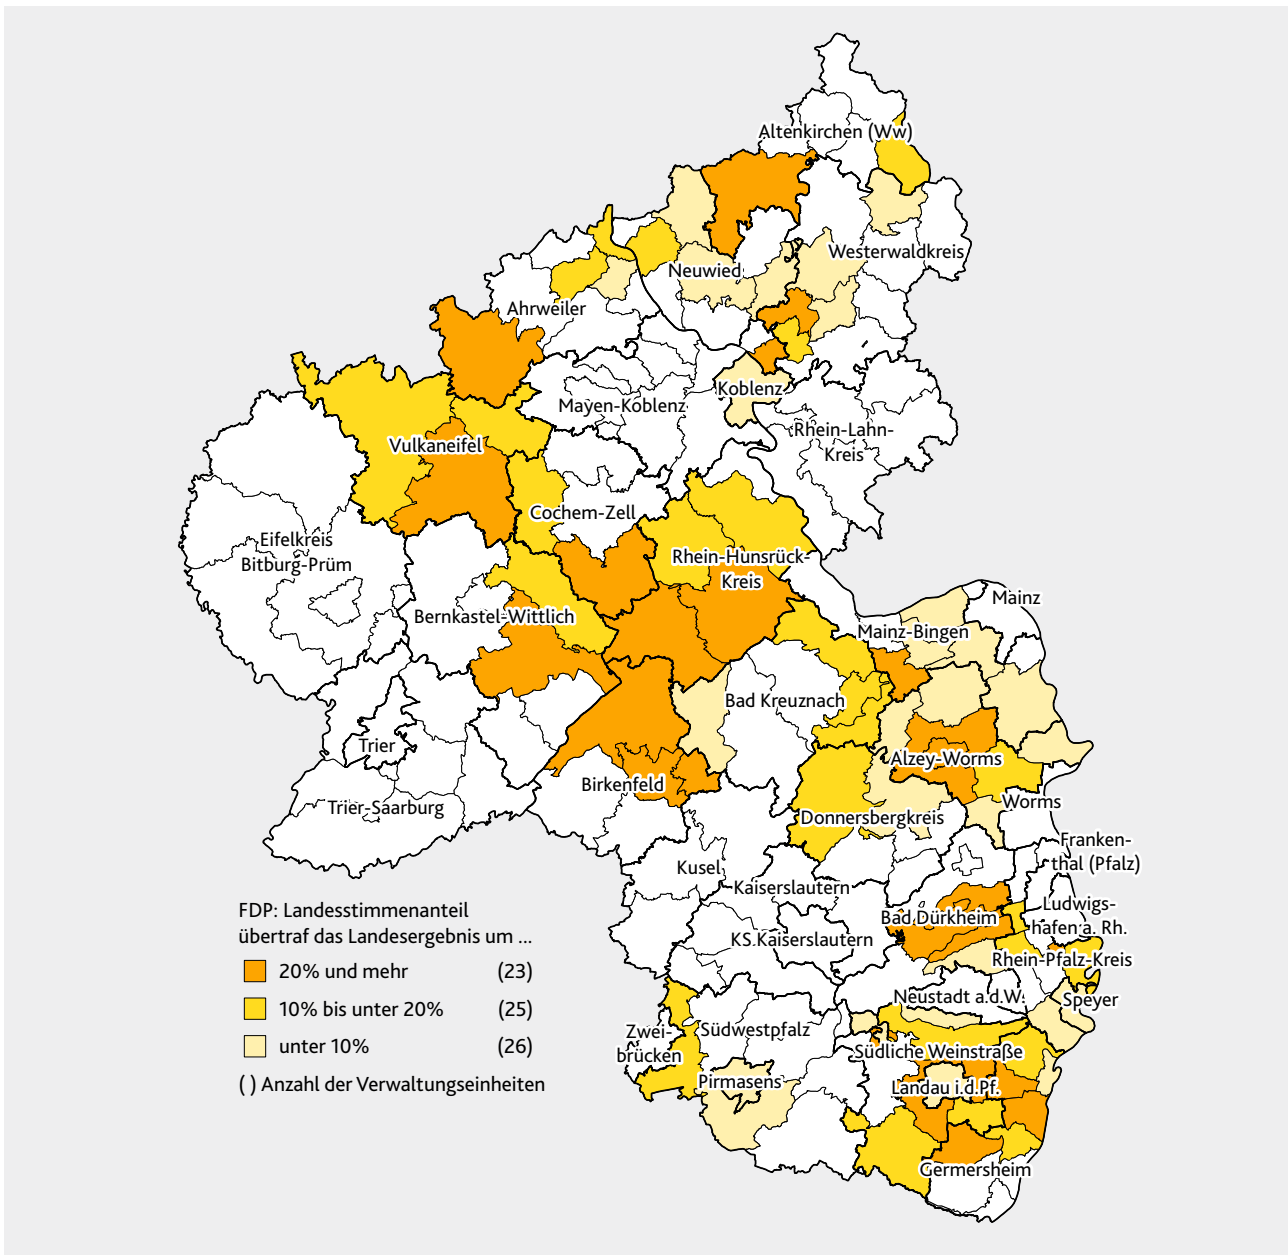 Altenkirchen (Ww)
Westerwaldkreis
Neuwied
Ahrweiler
Koblenz
Mayen-Koblenz
Rhein-Lahn-
Kreis
Vulkaneifel
Cochem-Zell
Eifelkreis
Bitburg-Prüm
Rhein-Hunsrück-
Kreis
Mainz
Bernkastel-Wittlich
Mainz-Bingen
Bad Kreuznach
Trier
Alzey-Worms
Birkenfeld
Trier-Saarburg
Worms
Donnersbergkreis
Franken-
thal (Pfalz)
Kusel
Kaiserslautern
Ludwigs-
hafen a. Rh.
Bad Dürkheim
KS.Kaiserslautern
Rhein-Pfalz-Kreis
Neustadt a.d.W.
Speyer
Zwei-
brücken
Südwestpfalz
Südliche Weinstraße
Pirmasens
Landau i.d.Pf.
Germersheim
FDP: Landesstimmenanteil
übertraf das Landesergebnis um ...
20% und mehr (23)
10% bis unter 20% (25)
unter 10% (26)
( ) Anzahl der Verwaltungseinheiten